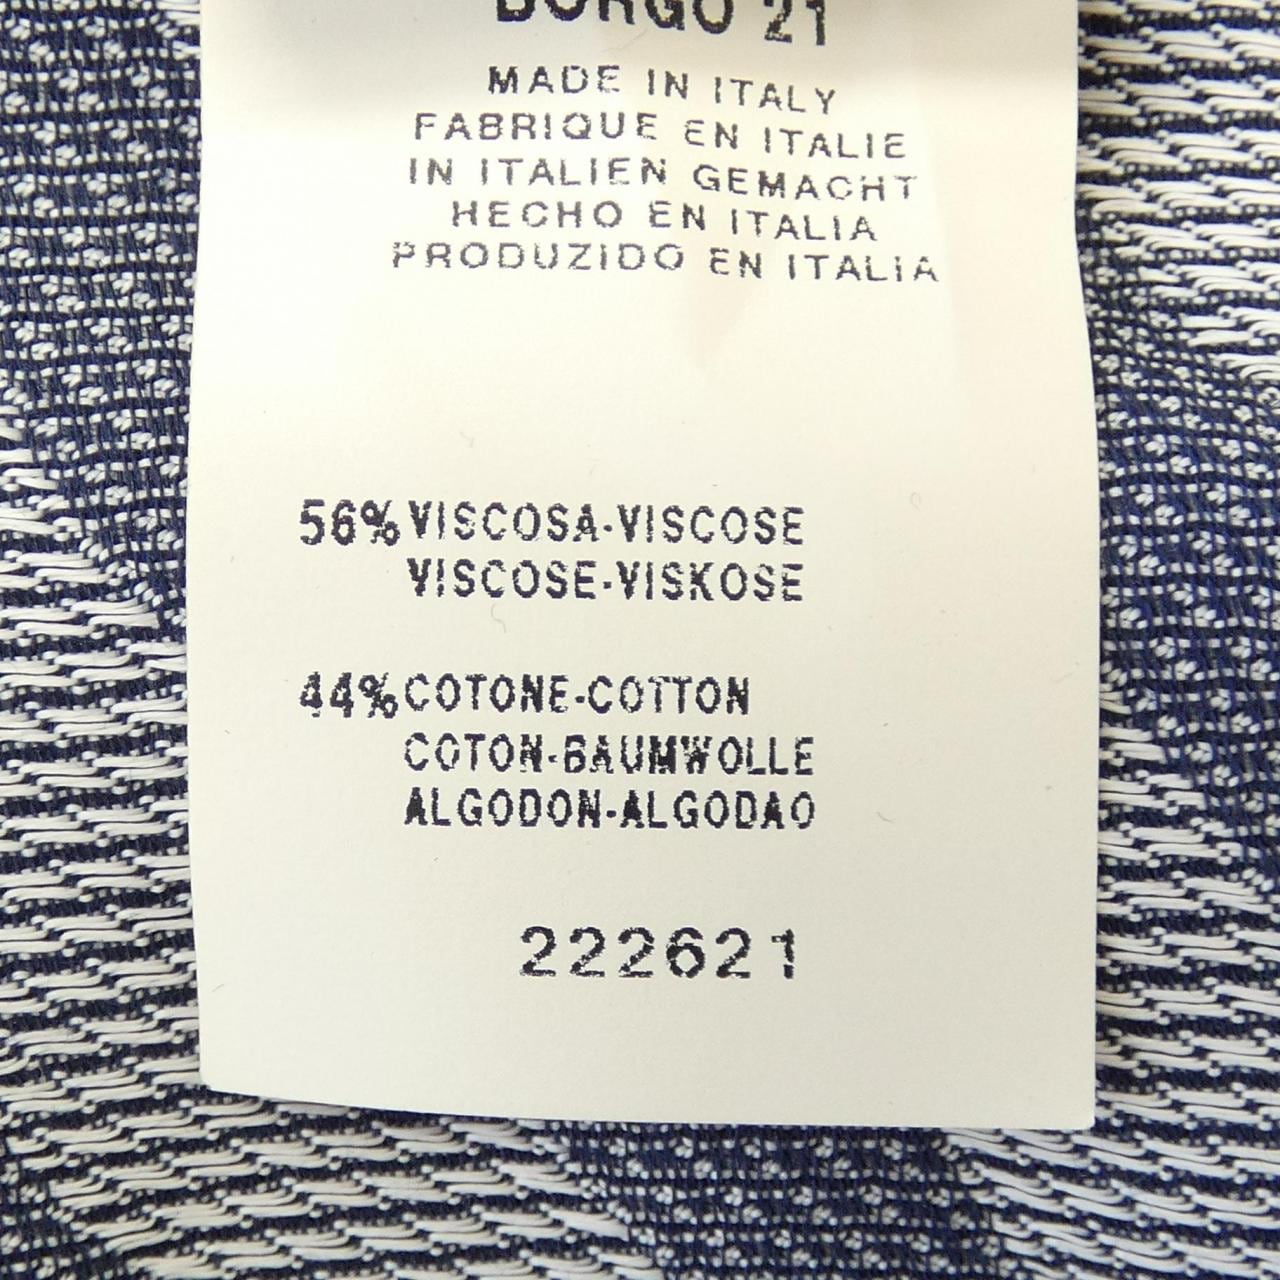 BORGO 21
MADE IN ITALY
FABRIQUE EN ITALIE
IN ITALIEN GEMACHT
HECHO EN ITALIA
PRODUZIDO EN ITALIA
56% VISCOSA-VISCOSE
VISCOSE-VISKOSE
44% COTONE-COTTON
COTON-BAUMWOLLE
ALGODON-ALGODAO
222621